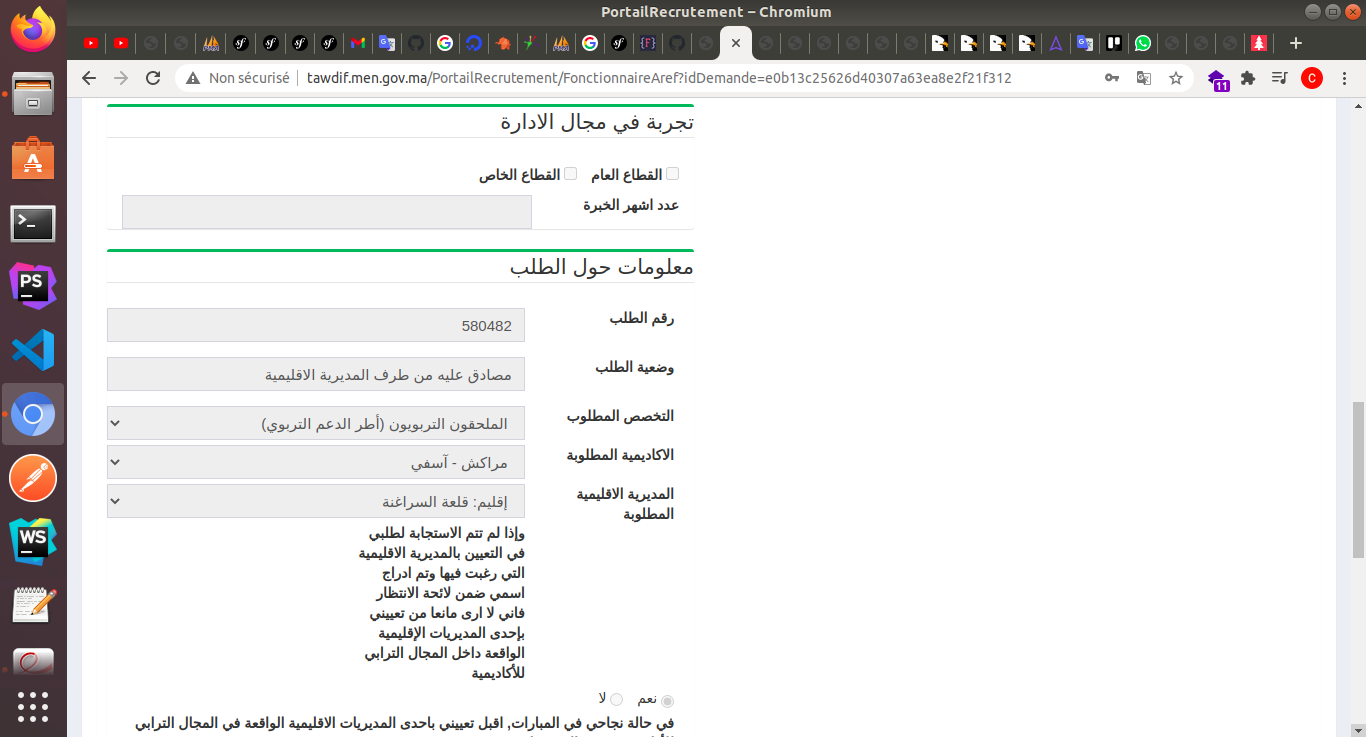 PortailRecrutement – Chromium
Non sécurisé
tawdif.men.gov.ma/PortailRecrutement/FonctionnaireAref?idDemande=e0b13c25626d40307a63ea8e2f21f312
11
C
تجربة في مجال الادارة
القطاع العام القطاع الخاص
عدد اشهر الخبرة
معلومات حول الطلب
رقم الطلب
580482
وضعية الطلب
مصادق عليه من طرف المديرية الاقليمية
التخصص المطلوب
الملحقون التربويون (أطر الدعم التربوي)
الاكاديمية المطلوبة
مراكش - آسفي
المديرية الاقليمية
المطلوبة
إقليم: قلعة السراغنة
وإذا لم تتم الاستجابة لطلبي
في التعيين بالمديرية الاقليمية
التي رغبت فيها وتم ادراج
اسمي ضمن لائحة الانتظار
فاني لا ارى مانعا من تعييني
بإحدى المديريات الإقليمية
الواقعة داخل المجال الترابي
للأكاديمية
نعم لا
في حالة نجاحي في المبارات, اقبل تعييني باحدى المديريات الاقليمية الواقعة في المجال الترابي
PS
WS